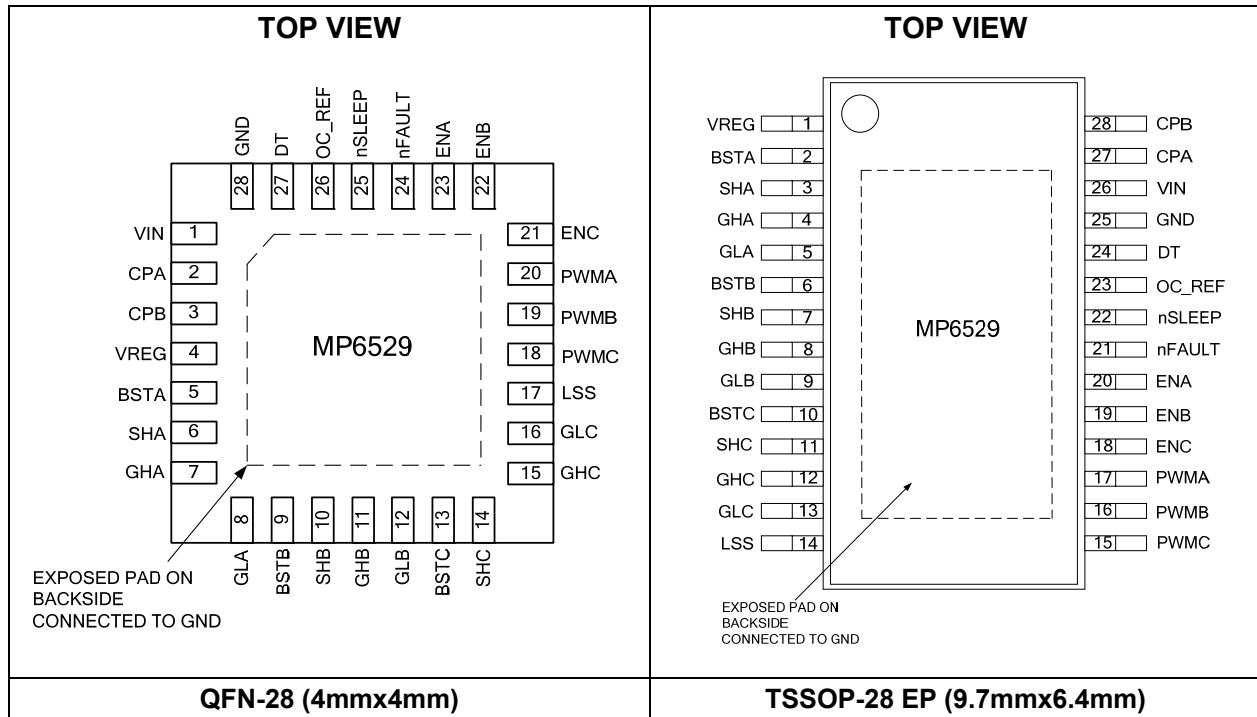 TOP VIEW
GND
DT
OC_REF
nSLEEP
nFAULT
ENA
ENB
28
27
26
25
24
23
22
VIN 1
CPA 2
CPB 3
VREG 4
BSTA 5
SHA 6
GHA 7
MP6529
21 ENC
20 PWMA
19 PWMB
18 PWMC
17 LSS
16 GLC
15 GHC
8
9
10
11
12
13
14
GLA
BSTB
SHB
GHB
GLB
BSTC
SHC
EXPOSED PAD ON
BACKSIDE
CONNECTED TO GND
QFN-28 (4mmx4mm)
TOP VIEW
VREG 1
BSTA 2
SHA 3
GHA 4
GLA 5
BSTB 6
SHB 7
GHB 8
GLB 9
BSTC 10
SHC 11
GHC 12
GLC 13
LSS 14
MP6529
28 CPB
27 CPA
26 VIN
25 GND
24 DT
23 OC_REF
22 nSLEEP
21 nFAULT
20 ENA
19 ENB
18 ENC
17 PWMA
16 PWMB
15 PWMC
EXPOSED PAD ON
BACKSIDE
CONNECTED TO GND
TSSOP-28 EP (9.7mmx6.4mm)